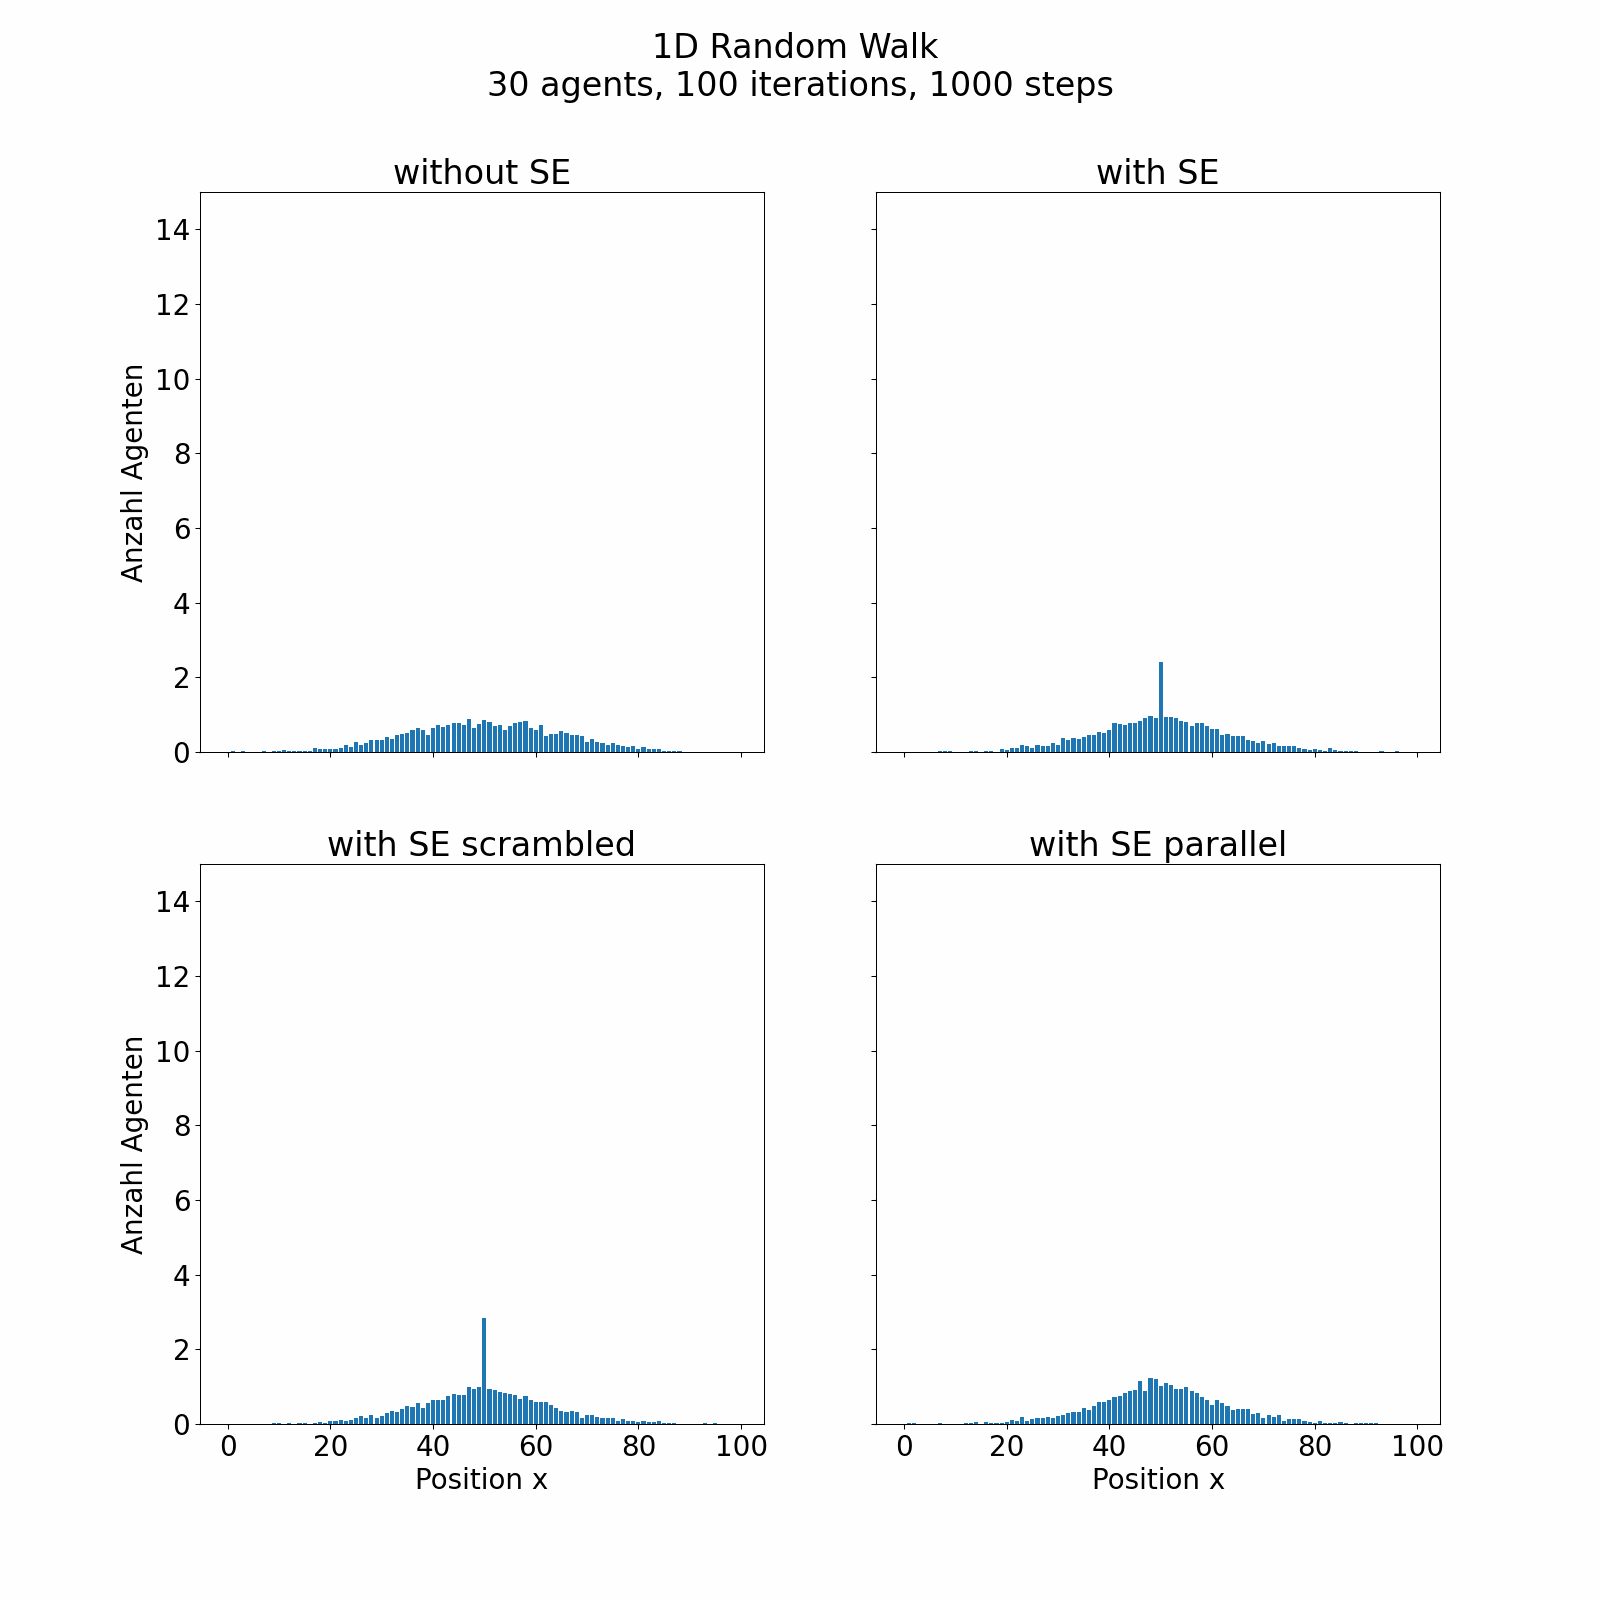 1D Random Walk
30 agents, 100 iterations, 1000 steps
without SE
with SE
14
12
10
8
6
4
2
0
Anzahl Agenten
with SE scrambled
with SE parallel
14
12
10
8
6
4
2
0
Anzahl Agenten
0 20 40 60 80 100
Position x
0 20 40 60 80 100
Position x